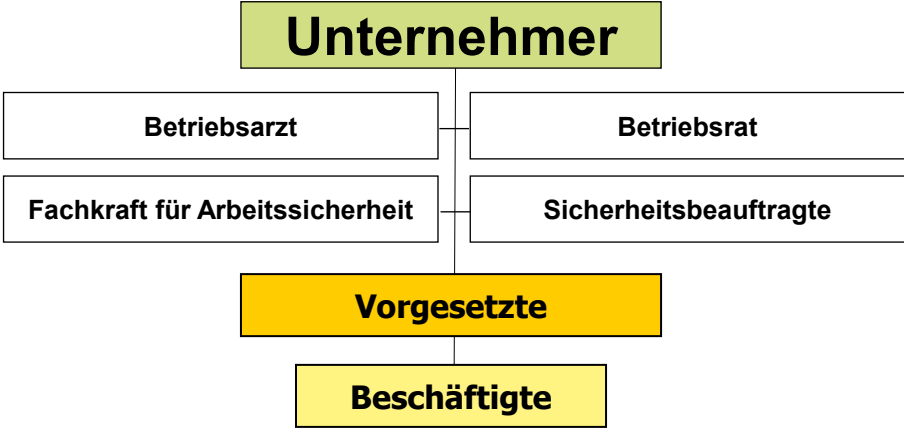 Unternehmer
Betriebsarzt
Betriebsrat
Fachkraft für Arbeitssicherheit
Sicherheitsbeauftragte
Vorgesetzte
Beschäftigte